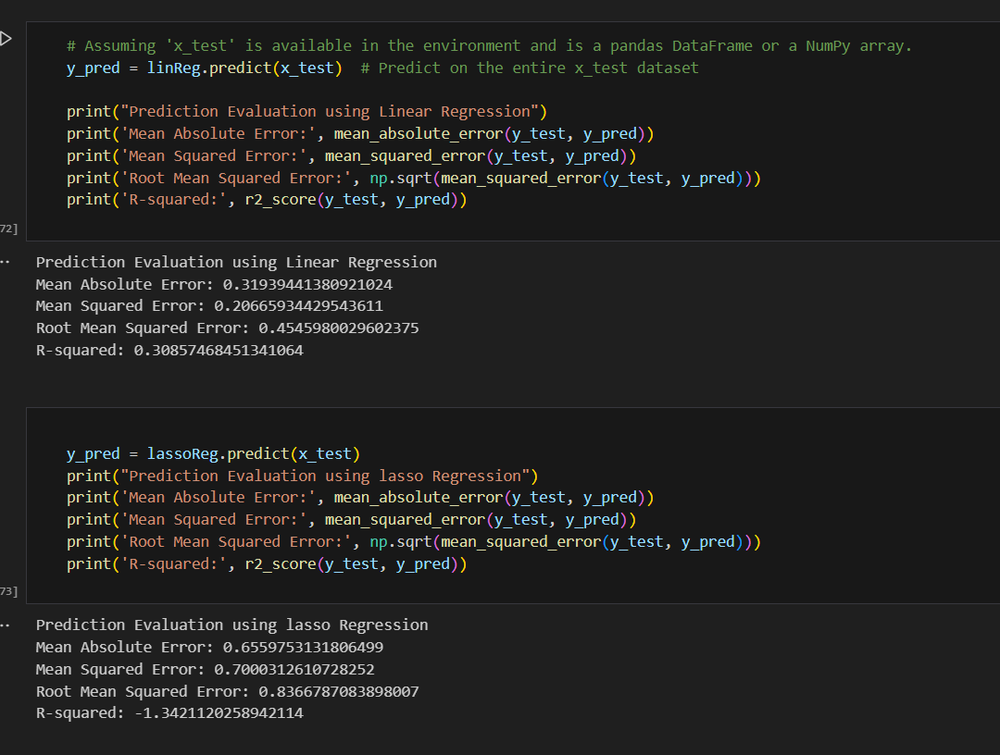 # Assuming 'x_test' is available in the environment and is a pandas DataFrame or a NumPy array.
y_pred = linReg.predict(x_test)  # Predict on the entire x_test dataset
print("Prediction Evaluation using Linear Regression")
print('Mean Absolute Error:', mean_absolute_error(y_test, y_pred))
print('Mean Squared Error:', mean_squared_error(y_test, y_pred))
print('Root Mean Squared Error:', np.sqrt(mean_squared_error(y_test, y_pred)))
print('R-squared:', r2_score(y_test, y_pred))
72]
Prediction Evaluation using Linear Regression
Mean Absolute Error: 0.31939441380921024
Mean Squared Error: 0.20665934429543611
Root Mean Squared Error: 0.4545980029602375
R-squared: 0.30857468451341064
y_pred = lassoReg.predict(x_test)
print("Prediction Evaluation using lasso Regression")
print('Mean Absolute Error:', mean_absolute_error(y_test, y_pred))
print('Mean Squared Error:', mean_squared_error(y_test, y_pred))
print('Root Mean Squared Error:', np.sqrt(mean_squared_error(y_test, y_pred)))
print('R-squared:', r2_score(y_test, y_pred))
73]
Prediction Evaluation using lasso Regression
Mean Absolute Error: 0.6559753131806499
Mean Squared Error: 0.7000312610728252
Root Mean Squared Error: 0.8366787083898007
R-squared: -1.3421120258942114